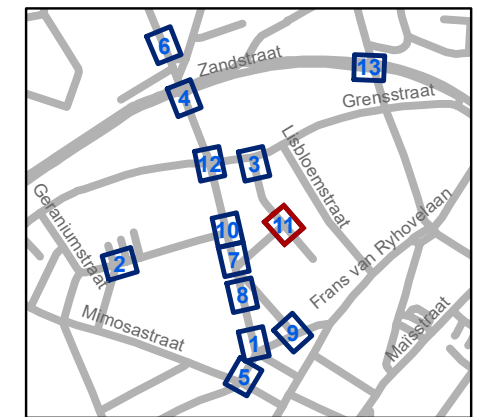 6
Zandstraat
13
4
Grensstraat
Lisbloemstraat
12
3
Geraniumstraat
10
11
7
2
Frans van Ryhovelaan
8
Mimosastraat
1
9
Maïsstraat
5